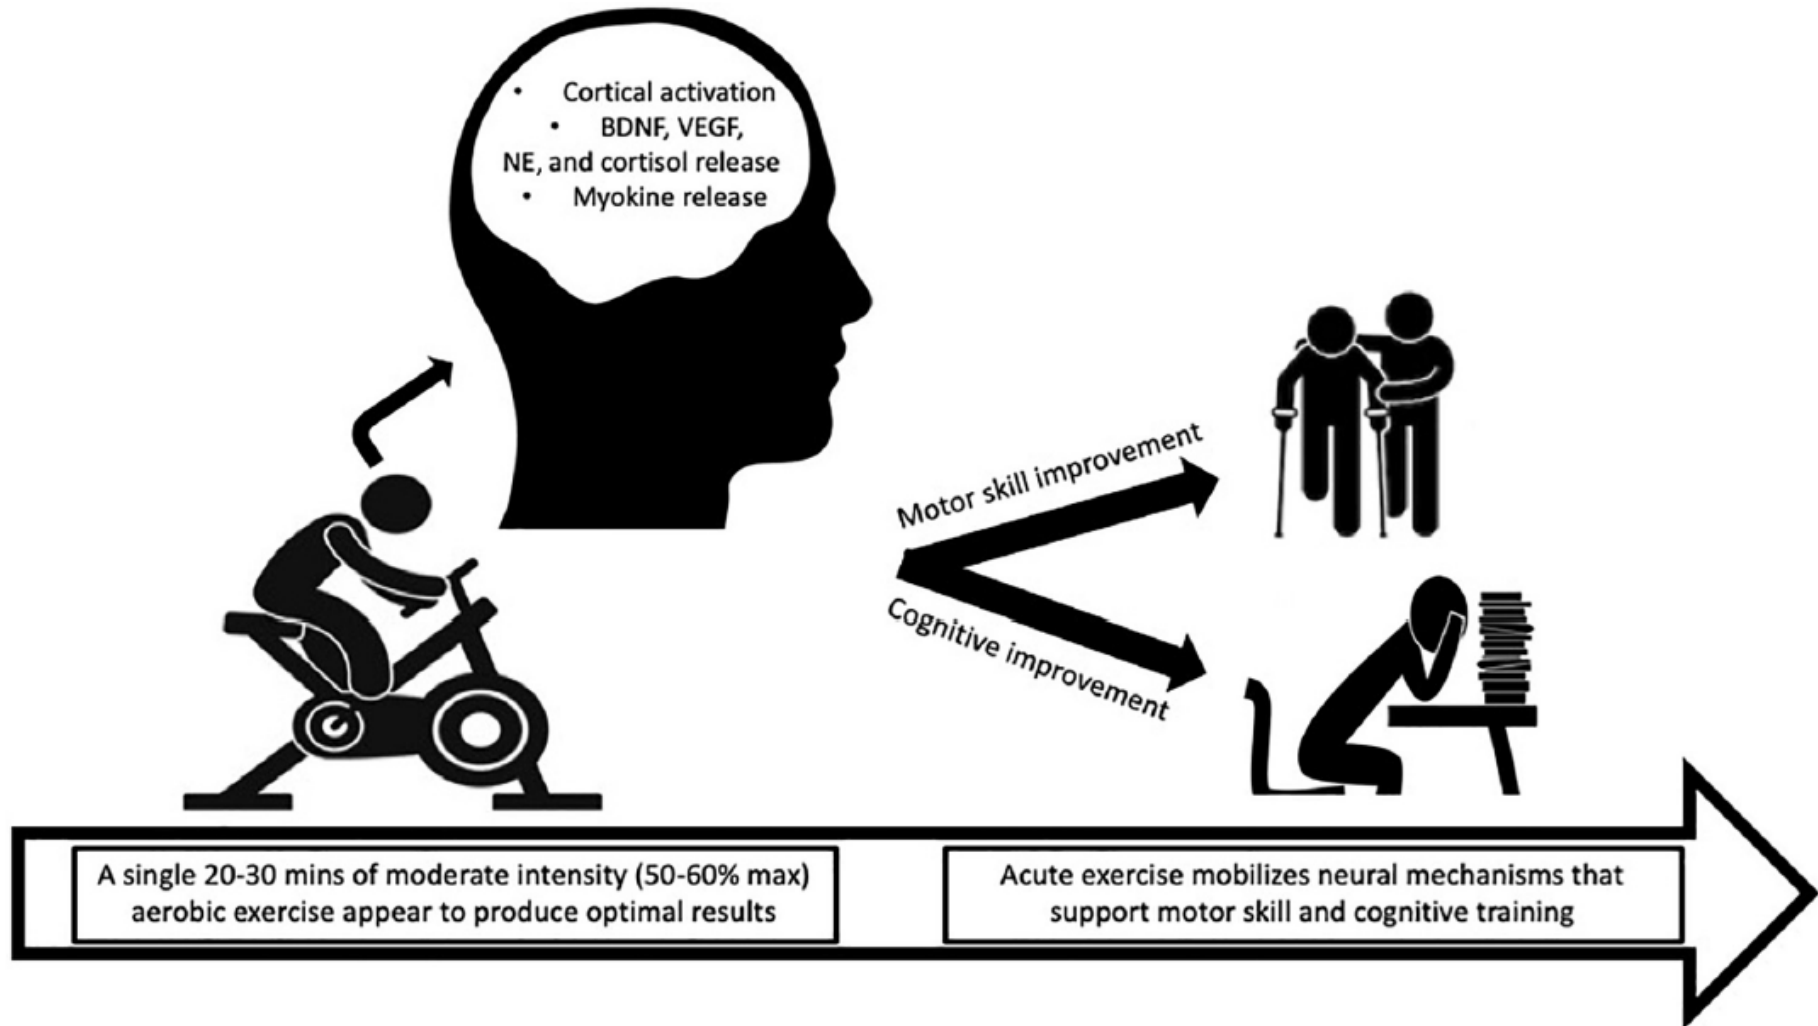 • Cortical activation
• BDNF, VEGF,
NE, and cortisol release
• Myokine release
Motor skill improvement
Cognitive improvement
A single 20-30 mins of moderate intensity (50-60% max)
aerobic exercise appear to produce optimal results
Acute exercise mobilizes neural mechanisms that
support motor skill and cognitive training